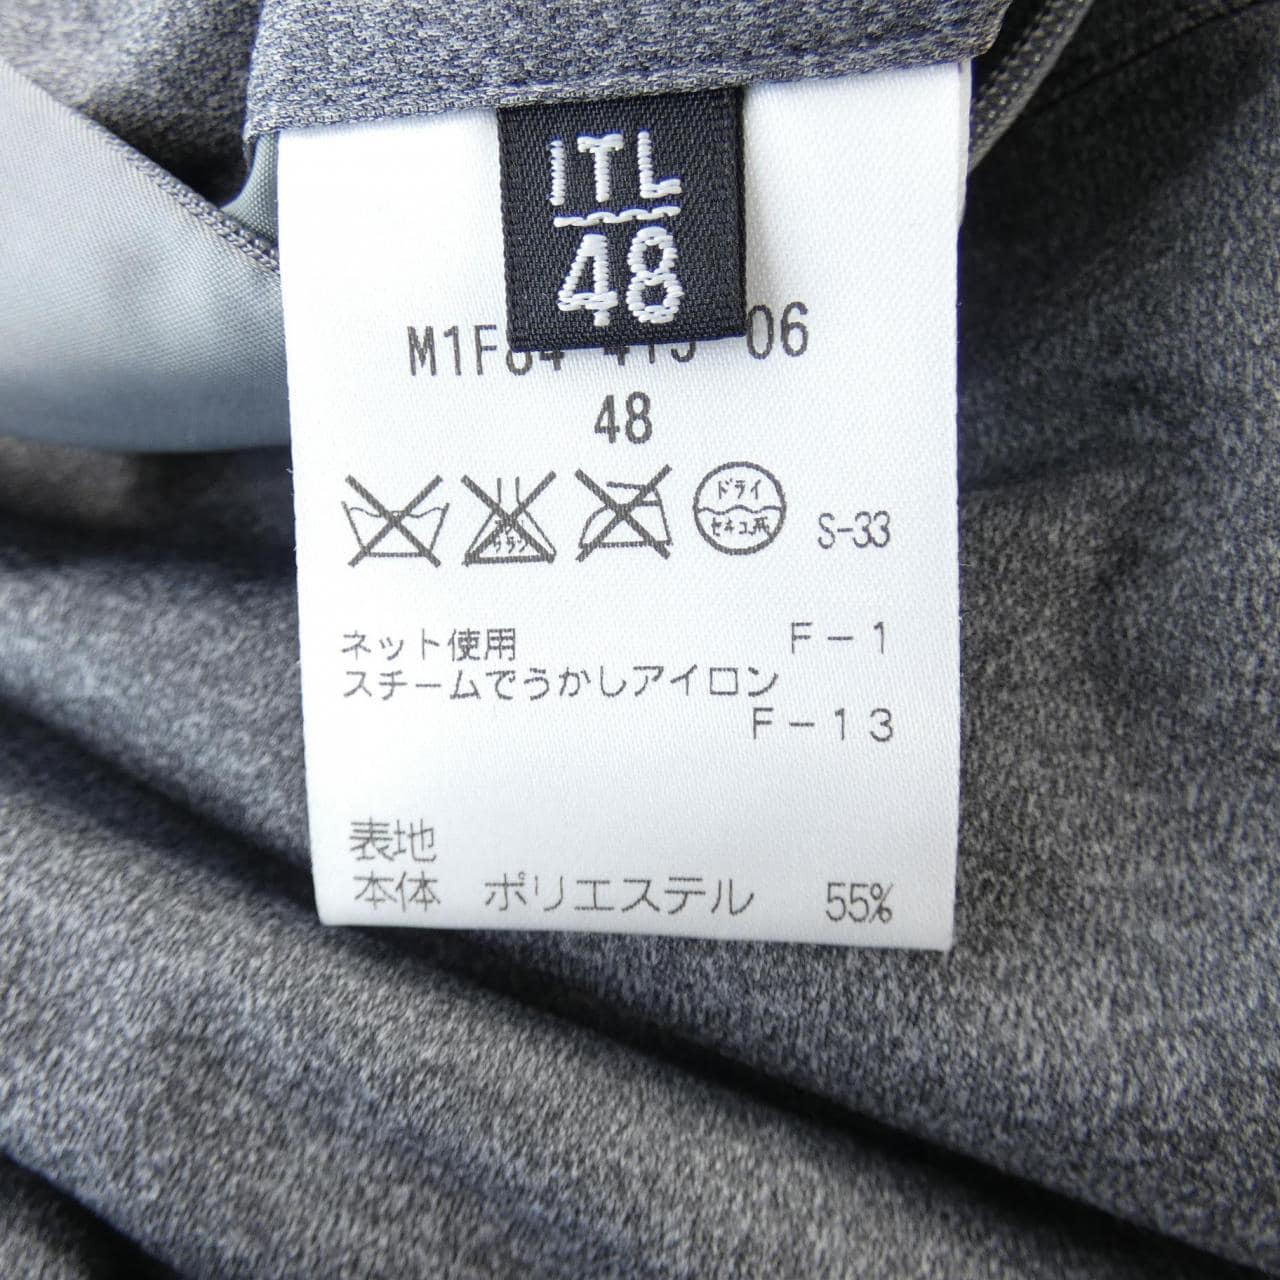 ITL
48
06
48
ドライ
セキユ系
S-33
ネット使用 F-1
スチームでうかしアイロン
F-13
表地
本体 ポリエステル 55%